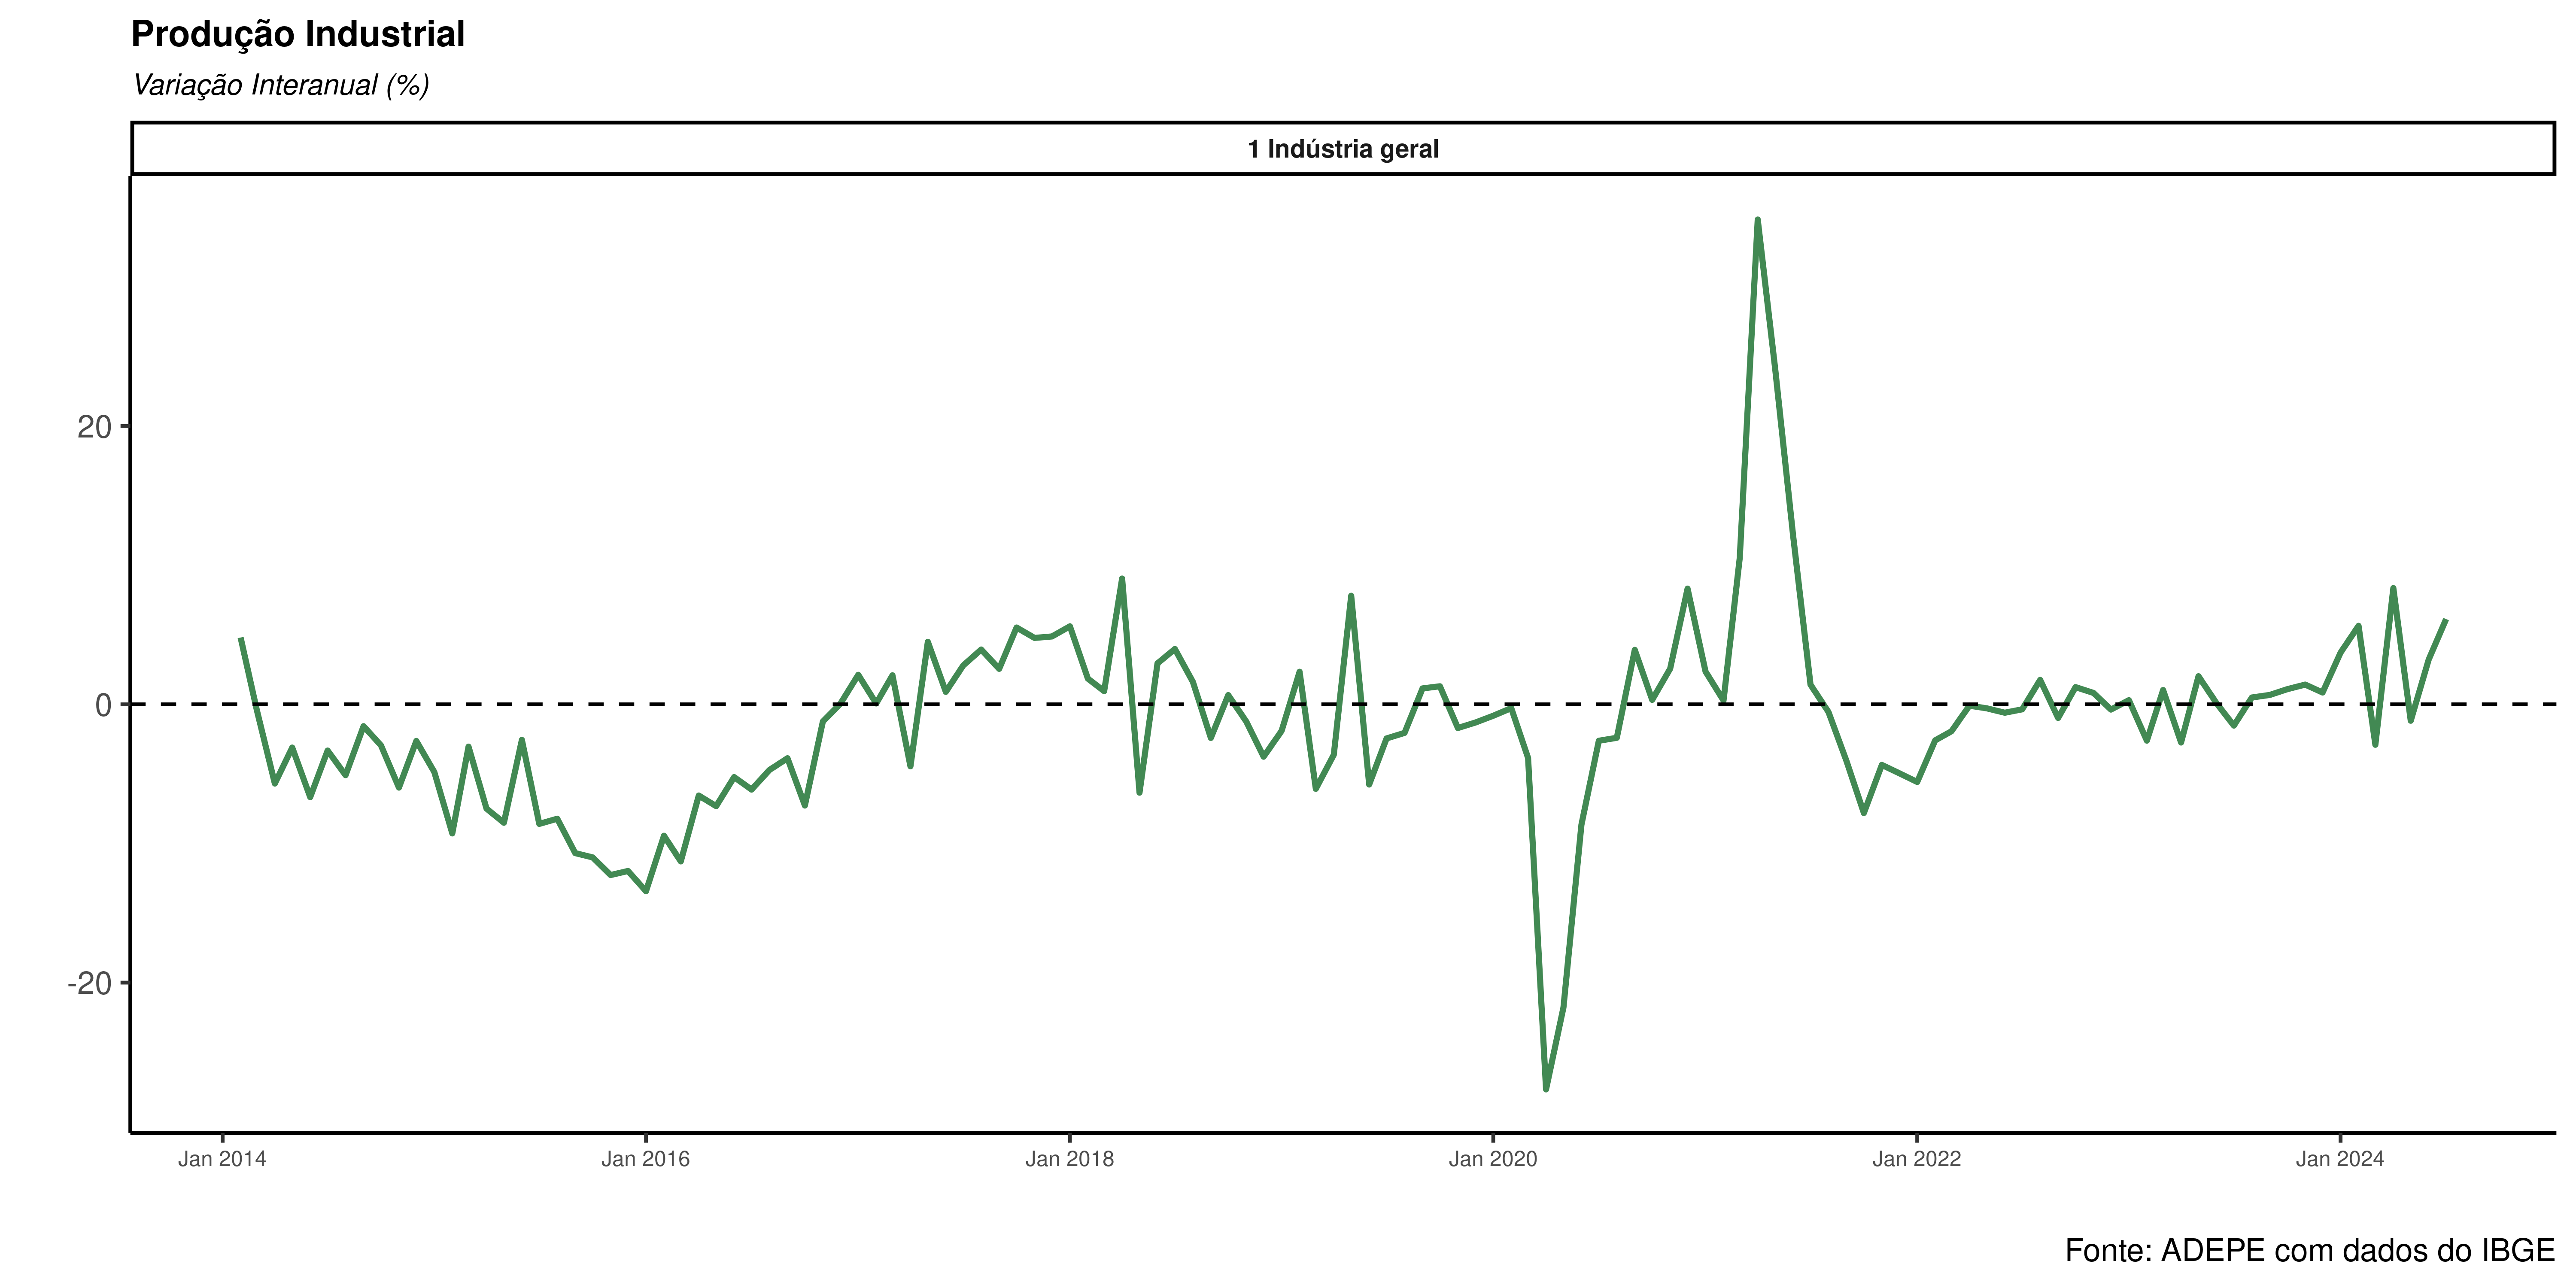 Produção Industrial
Variação Interanual (%)
1 Indústria geral
20
0
-20
Jan 2014
Jan 2016
Jan 2018
Jan 2020
Jan 2022
Jan 2024
Fonte: ADEPE com dados do IBGE